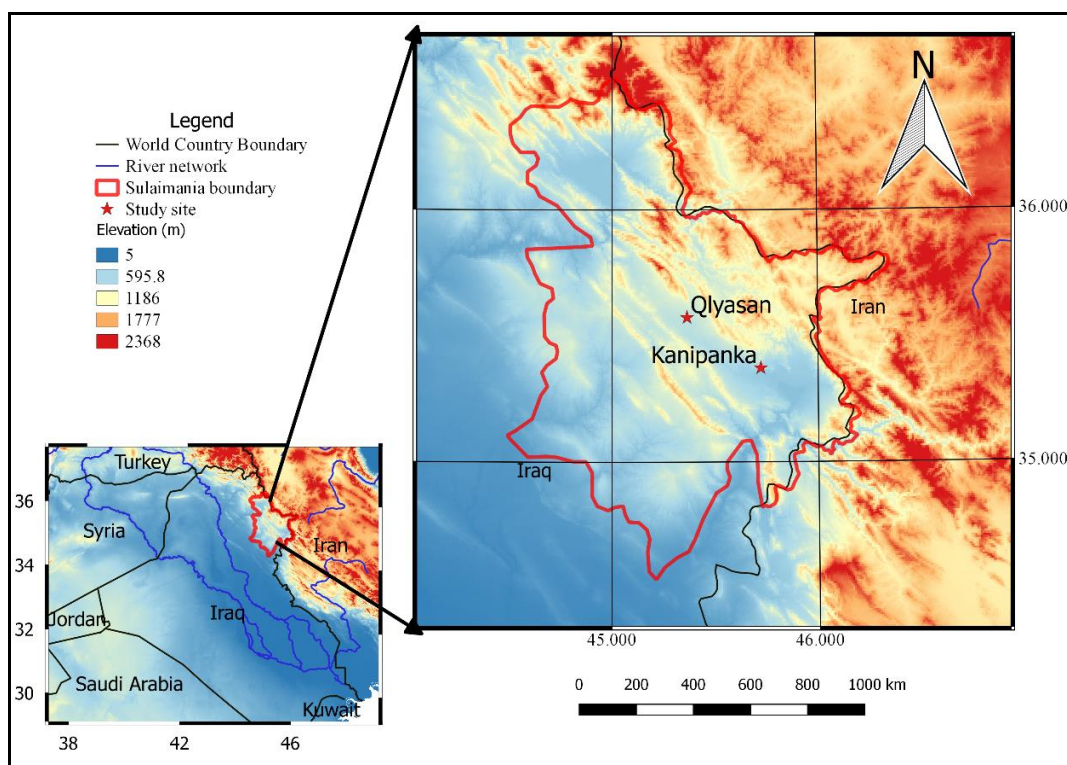 Legend
World Country Boundary
River network
Sulaimania boundary
Study site
Elevation (m)
5
595.8
1186
1777
2368
N
36.000
Qlyasan
Iran
Kanipanka
35.000
Iraq
45.000
46.000
0 200 400 600 800 1000 km
Turkey
36
Syria
34
Iran
Iraq
32
Jordan
Saudi Arabia
30
Kuwait
38 42 46